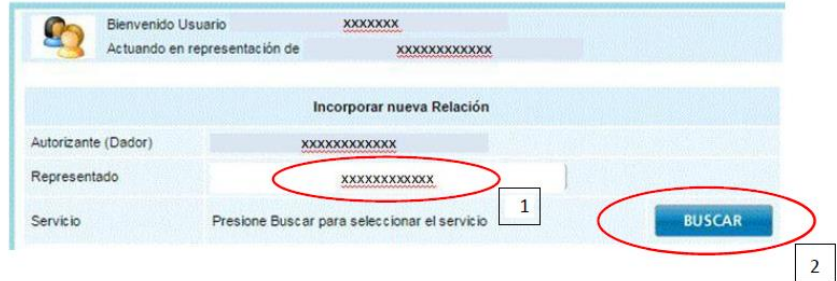 Bienvenido Usuario xxxxxxx
Actuando en representación de xxxxxxxxxxxx
Incorporar nueva Relación
Autorizante (Dador) xxxxxxxxxxxx
Representado xxxxxxxxxxxx
1
Servicio Presione Buscar para seleccionar el servicio BUSCAR
2